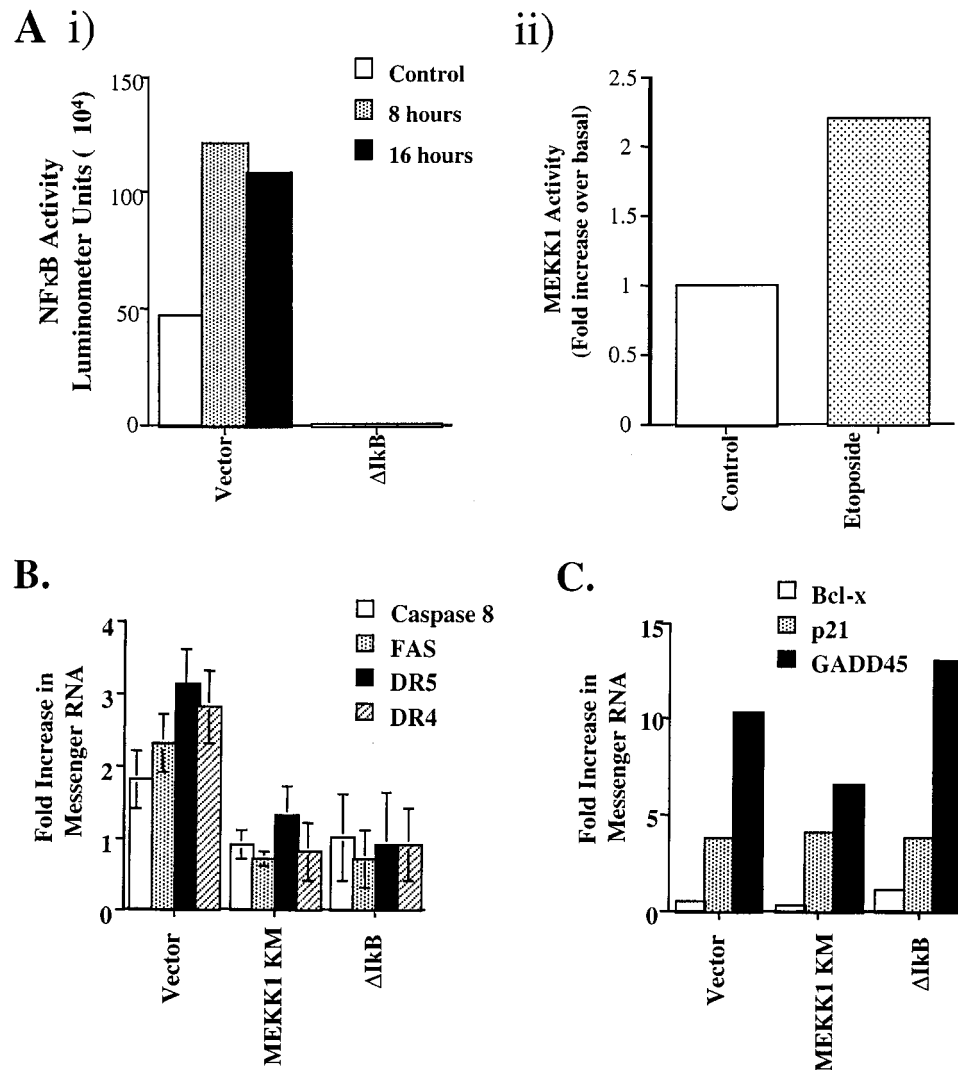 A i)
NFκB Activity
Luminometer Units ( 10⁴)
150
100
50
0
Control
8 hours
16 hours
Vector
ΔIkB
ii)
MEKK1 Activity
(Fold increase over basal)
2.5
2
1.5
1
0.5
0
Control
Etoposide
B.
Fold Increase in
Messenger RNA
4
3
2
1
0
Caspase 8
FAS
DR5
DR4
Vector
MEKK1 KM
ΔIkB
C.
Fold Increase in
Messenger RNA
15
10
5
0
Bcl-x
p21
GADD45
Vector
MEKK1 KM
ΔIkB